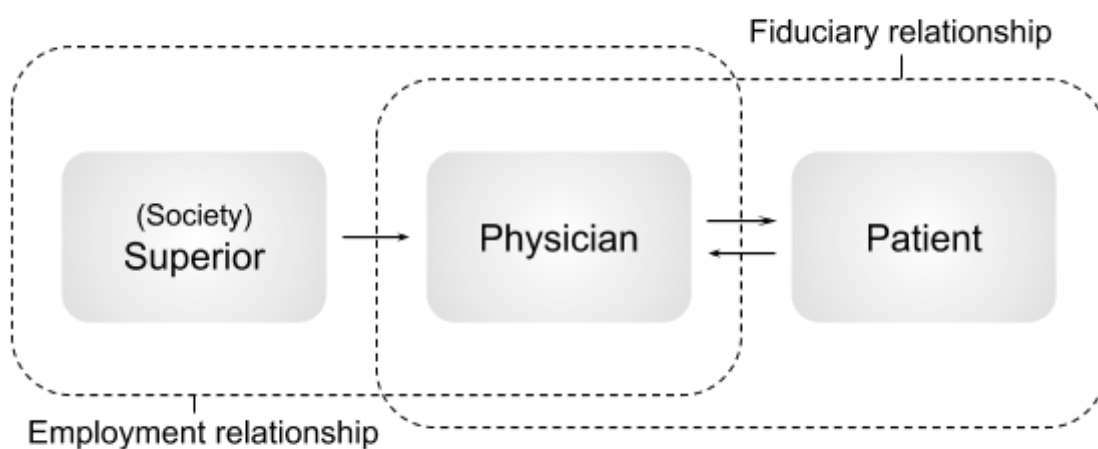 Fiduciary relationship
(Society)
Superior
Physician
Patient
Employment relationship